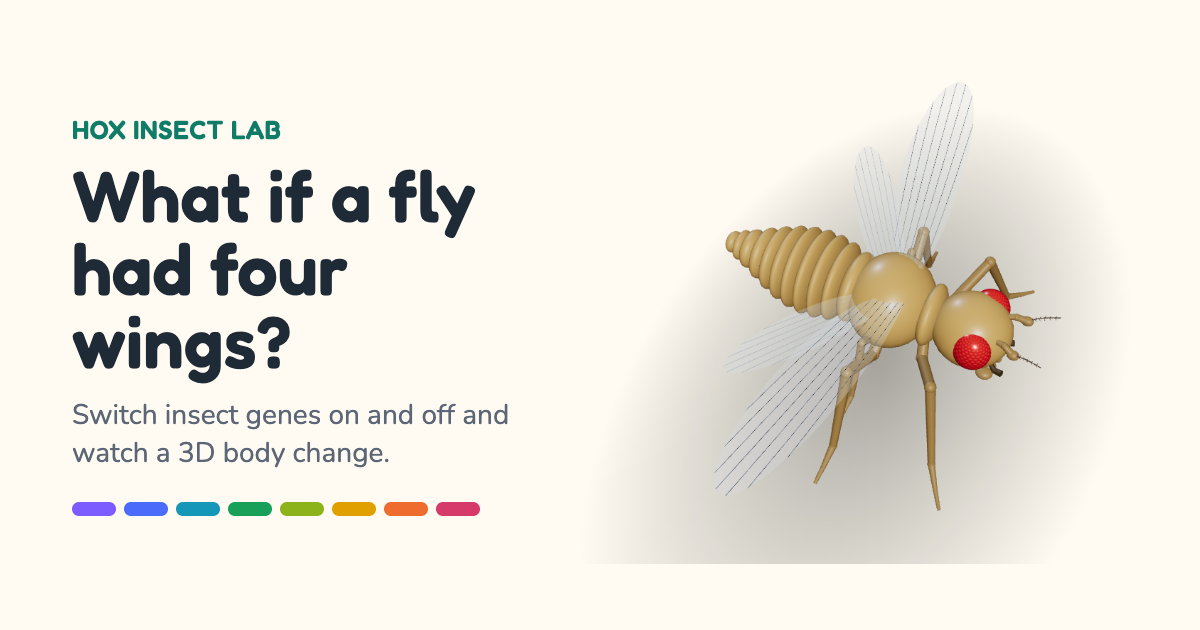 HOX INSECT LAB
What if a fly
had four
wings?
Switch insect genes on and off and
watch a 3D body change.